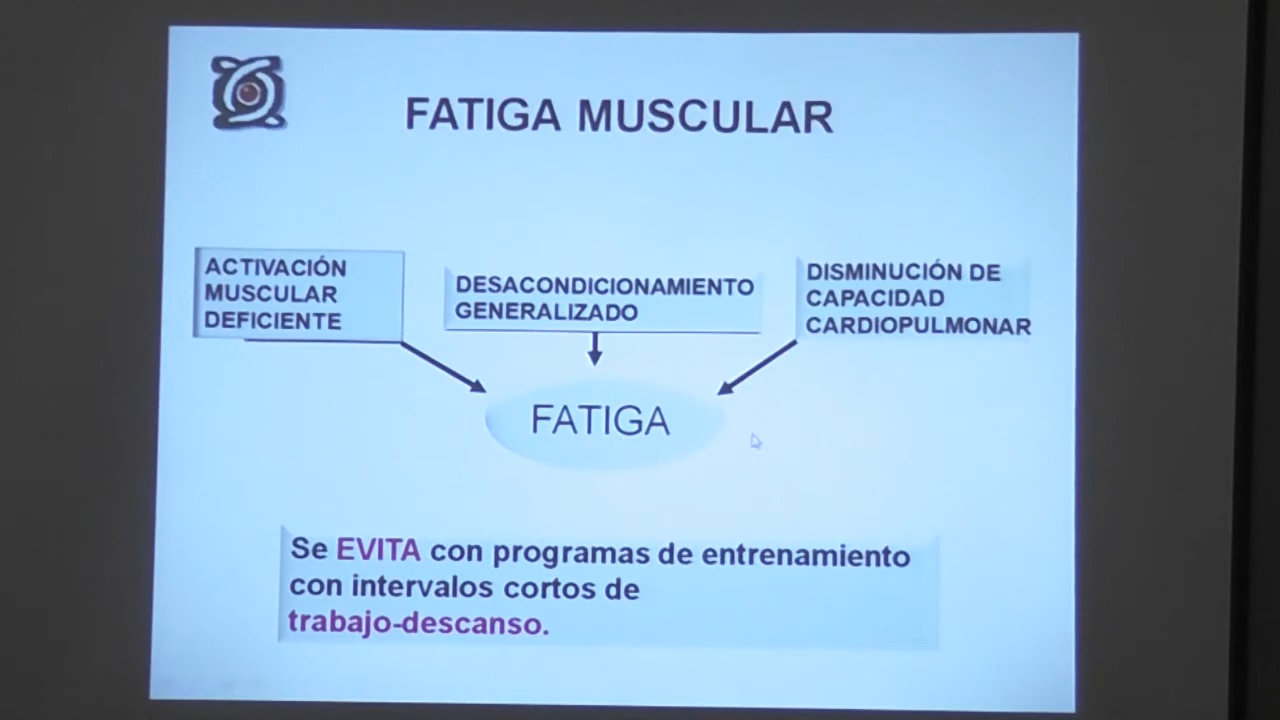 FATIGA MUSCULAR
ACTIVACIÓN
MUSCULAR
DEFICIENTE
DESACONDICIONAMIENTO
GENERALIZADO
DISMINUCIÓN DE
CAPACIDAD
CARDIOPULMONAR
FATIGA
Se EVITA con programas de entrenamiento
con intervalos cortos de
trabajo-descanso.